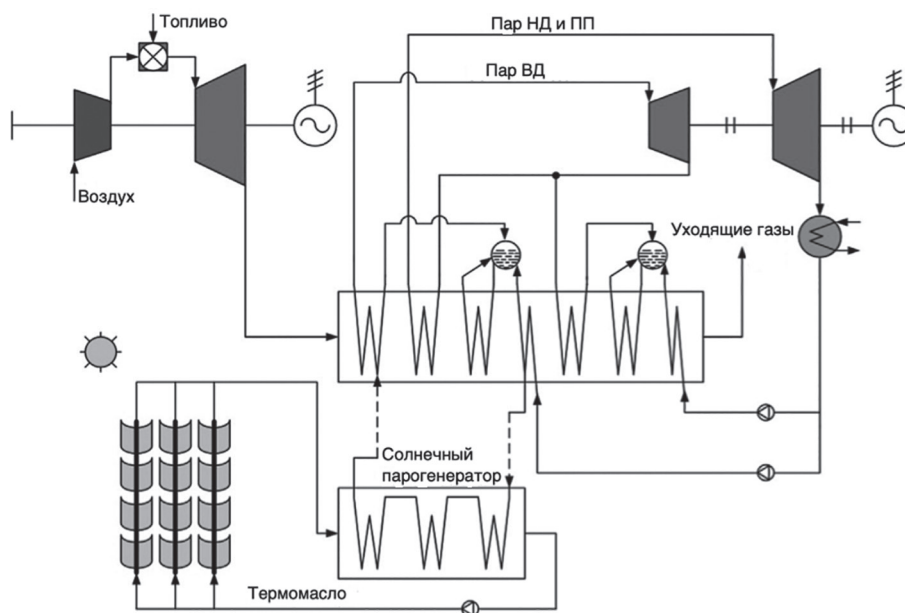 Топливо
Пар НД и ПП
Пар ВД
Воздух
Уходящие газы
Солнечный
парогенератор
Термомасло